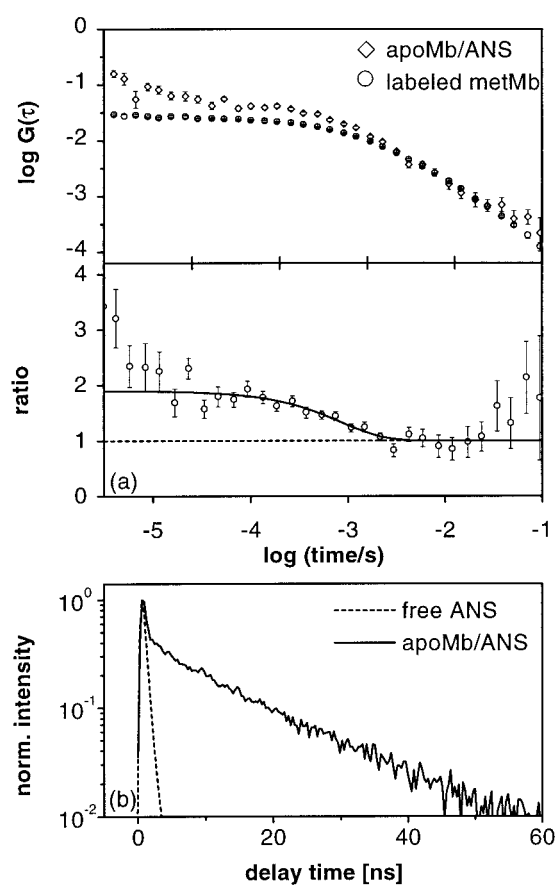 0
-1
-2
-3
-4
log G(τ)
apoMb/ANS
labeled metMb
4
3
2
1
0
ratio
(a)
-5 -4 -3 -2 -1
log (time/s)
10⁰
10⁻¹
10⁻²
norm. intensity
free ANS
apoMb/ANS
(b)
0 20 40 60
delay time [ns]